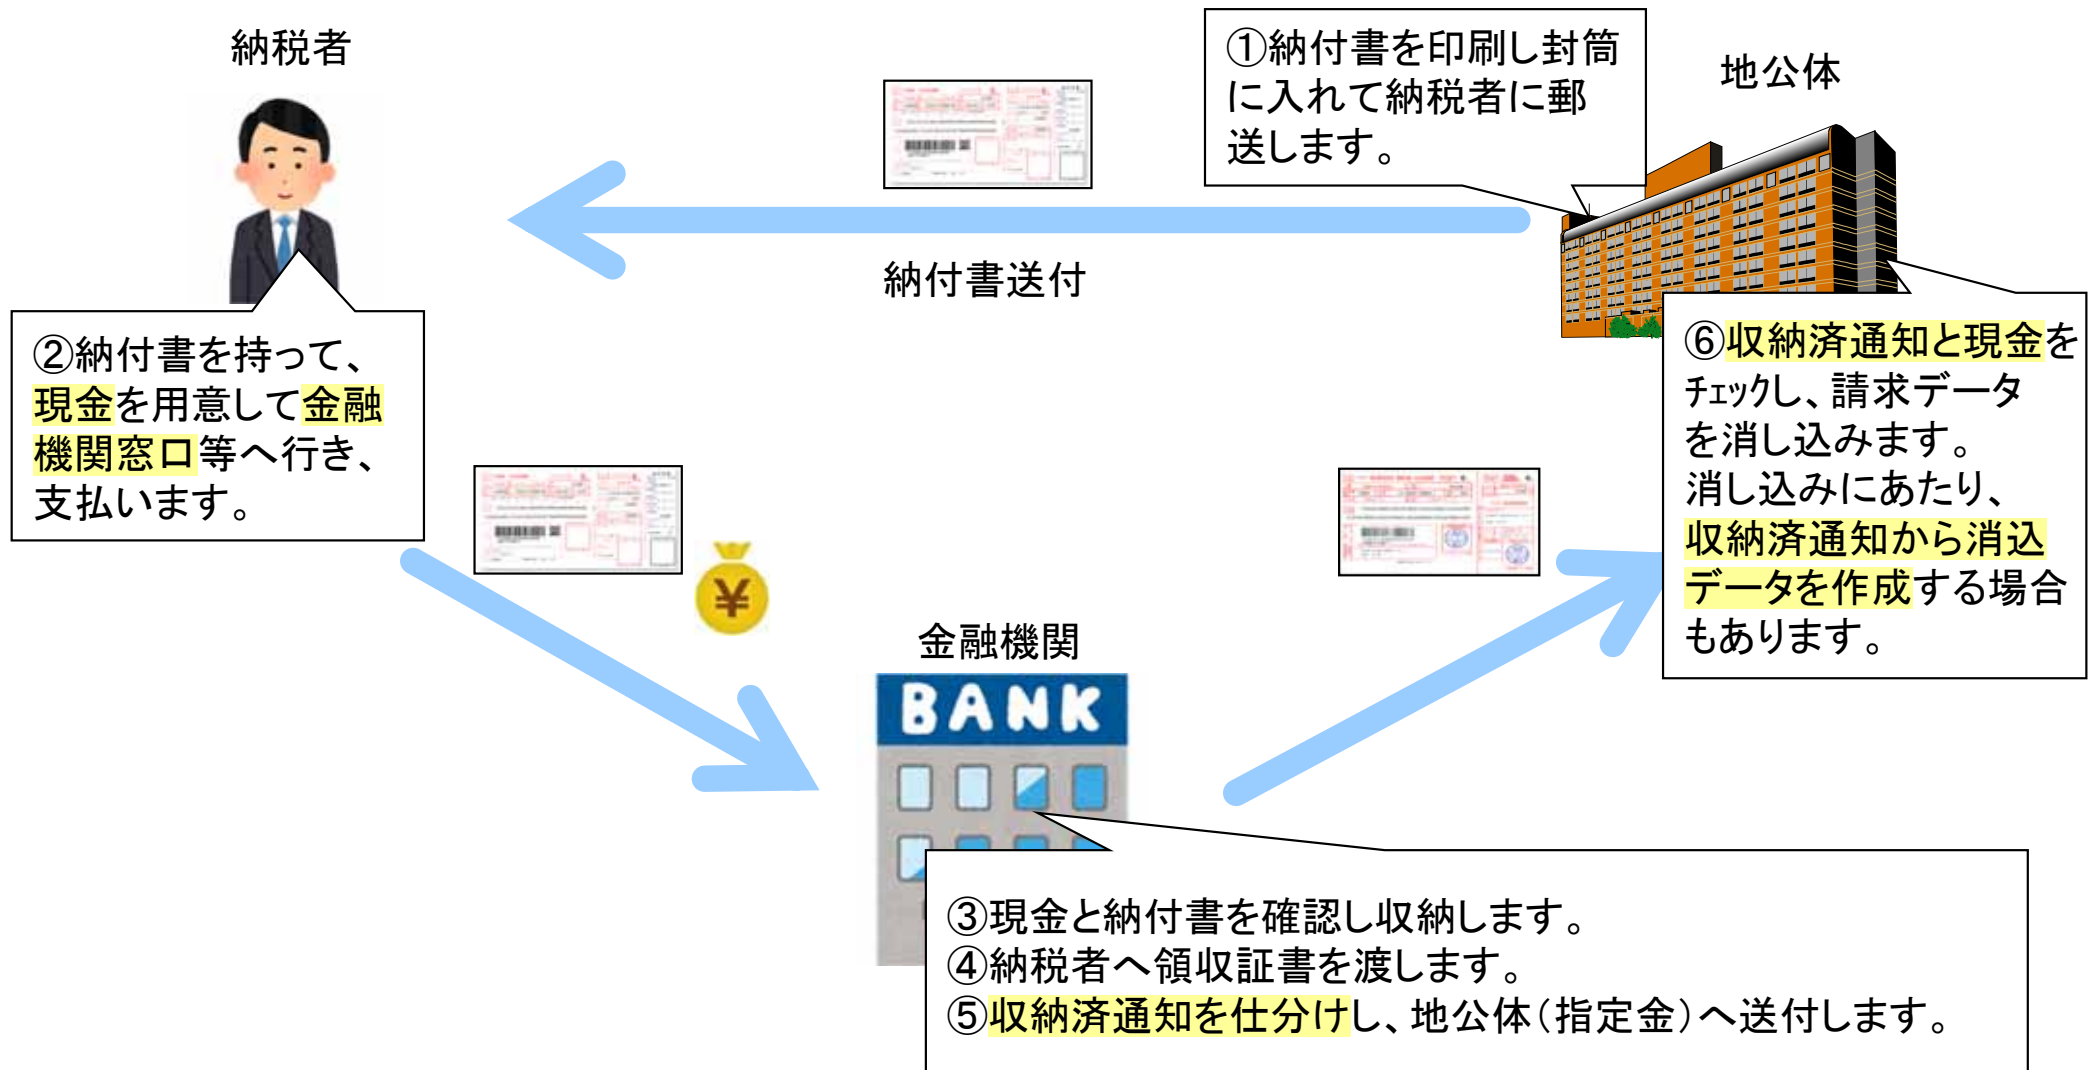 納税者
①納付書を印刷し封筒
に入れて納税者に郵
送します。
地公体
納付書送付
②納付書を持って、
現金を用意して金融
機関窓口等へ行き、
支払います。
⑥収納済通知と現金を
ﾁｪｯｸし、請求データ
を消し込みます。
消し込みにあたり、
収納済通知から消込
データを作成する場合
もあります。
¥
金融機関
BANK
③現金と納付書を確認し収納します。
④納税者へ領収証書を渡します。
⑤収納済通知を仕分けし、地公体（指定金）へ送付します。